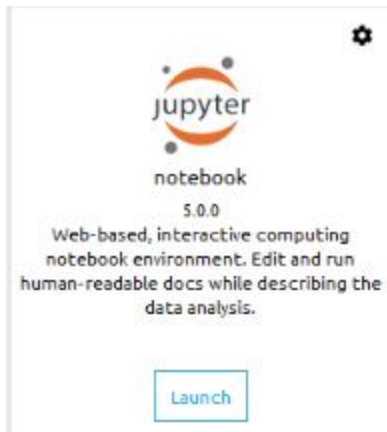 jupyter
notebook
5.0.0
Web-based, interactive computing
notebook environment. Edit and run
human-readable docs while describing the
data analysis.
Launch